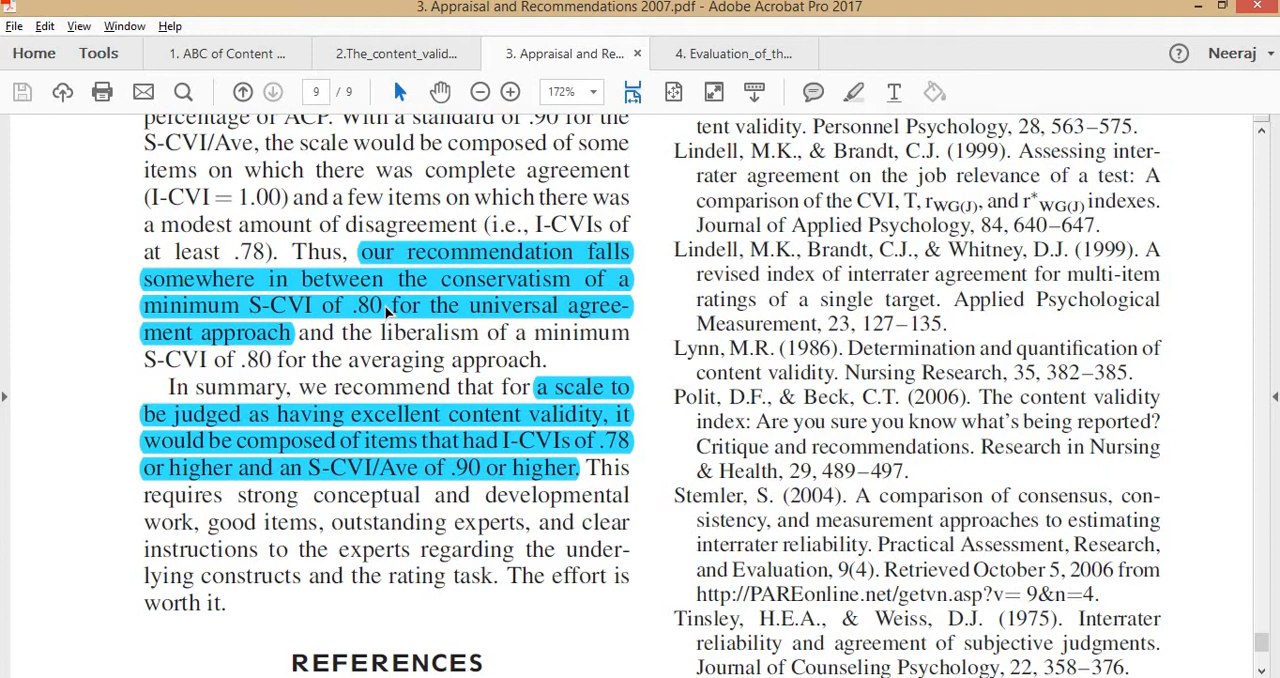 3. Appraisal and Recommendations 2007.pdf - Adobe Acrobat Pro 2017
File Edit View Window Help
Home Tools 1. ABC of Content ... 2.The_content_valid... 3. Appraisal and Re... × 4. Evaluation_of_th... Neeraj
9 / 9 172%
percentage of ACP. With a standard of .90 for the
S-CVI/Ave, the scale would be composed of some
items on which there was complete agreement
(I-CVI = 1.00) and a few items on which there was
a modest amount of disagreement (i.e., I-CVIs of
at least .78). Thus, our recommendation falls
somewhere in between the conservatism of a
minimum S-CVI of .80 for the universal agree-
ment approach and the liberalism of a minimum
S-CVI of .80 for the averaging approach.
In summary, we recommend that for a scale to
be judged as having excellent content validity, it
would be composed of items that had I-CVIs of .78
or higher and an S-CVI/Ave of .90 or higher. This
requires strong conceptual and developmental
work, good items, outstanding experts, and clear
instructions to the experts regarding the under-
lying constructs and the rating task. The effort is
worth it.
REFERENCES
tent validity. Personnel Psychology, 28, 563–575.
Lindell, M.K., & Brandt, C.J. (1999). Assessing inter-
rater agreement on the job relevance of a test: A
comparison of the CVI, T, rWG(J), and r*WG(J) indexes.
Journal of Applied Psychology, 84, 640–647.
Lindell, M.K., Brandt, C.J., & Whitney, D.J. (1999). A
revised index of interrater agreement for multi-item
ratings of a single target. Applied Psychological
Measurement, 23, 127–135.
Lynn, M.R. (1986). Determination and quantification of
content validity. Nursing Research, 35, 382–385.
Polit, D.F., & Beck, C.T. (2006). The content validity
index: Are you sure you know what's being reported?
Critique and recommendations. Research in Nursing
& Health, 29, 489–497.
Stemler, S. (2004). A comparison of consensus, con-
sistency, and measurement approaches to estimating
interrater reliability. Practical Assessment, Research,
and Evaluation, 9(4). Retrieved October 5, 2006 from
http://PAREonline.net/getvn.asp?v= 9&n=4.
Tinsley, H.E.A., & Weiss, D.J. (1975). Interrater
reliability and agreement of subjective judgments.
Journal of Counseling Psychology, 22, 358–376.